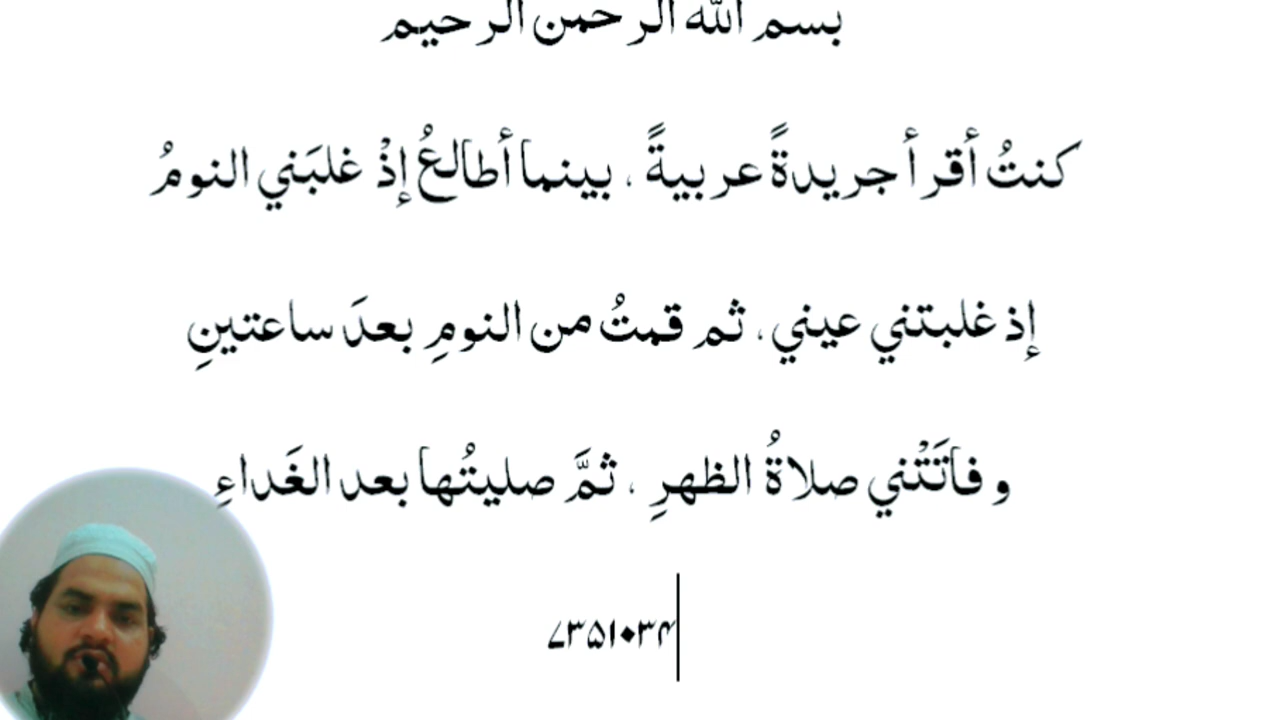 بسم الله الرحمن الرحيم
كنتُ أقرأ جريدةً عربيةً ، بينما أطالعُ إذْ غلبَني النومُ
إذ غلبتني عيني، ثم قمتُ من النومِ بعدَ ساعتينِ
و فاتَتْني صلاةُ الظهرِ ، ثمَّ صليتُها بعد الغَداءِ
۷۳۵۱۰۳۴